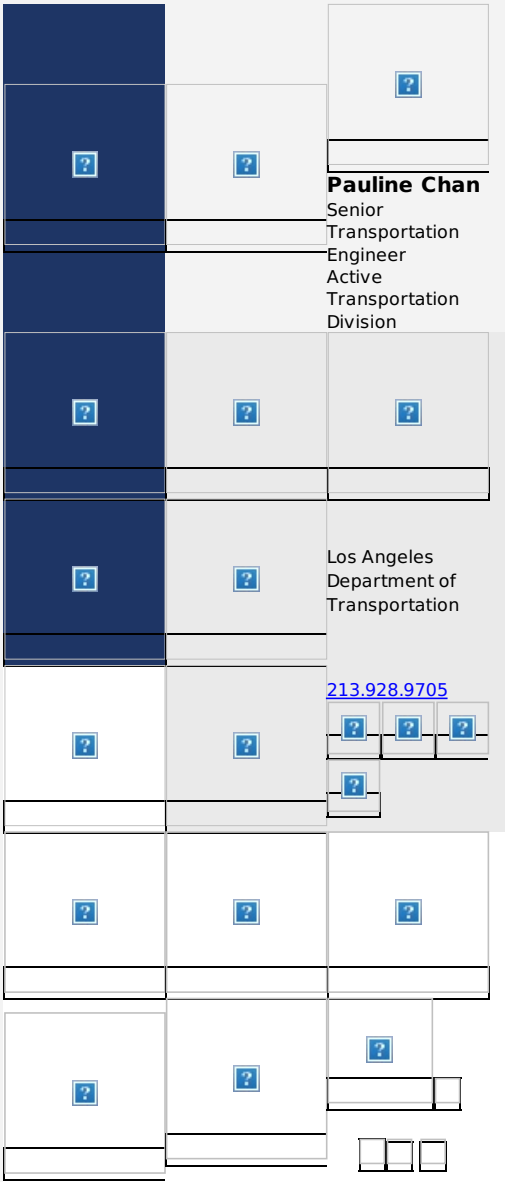 Pauline Chan
Senior
Transportation
Engineer
Active
Transportation
Division
Los Angeles
Department of
Transportation
213.928.9705